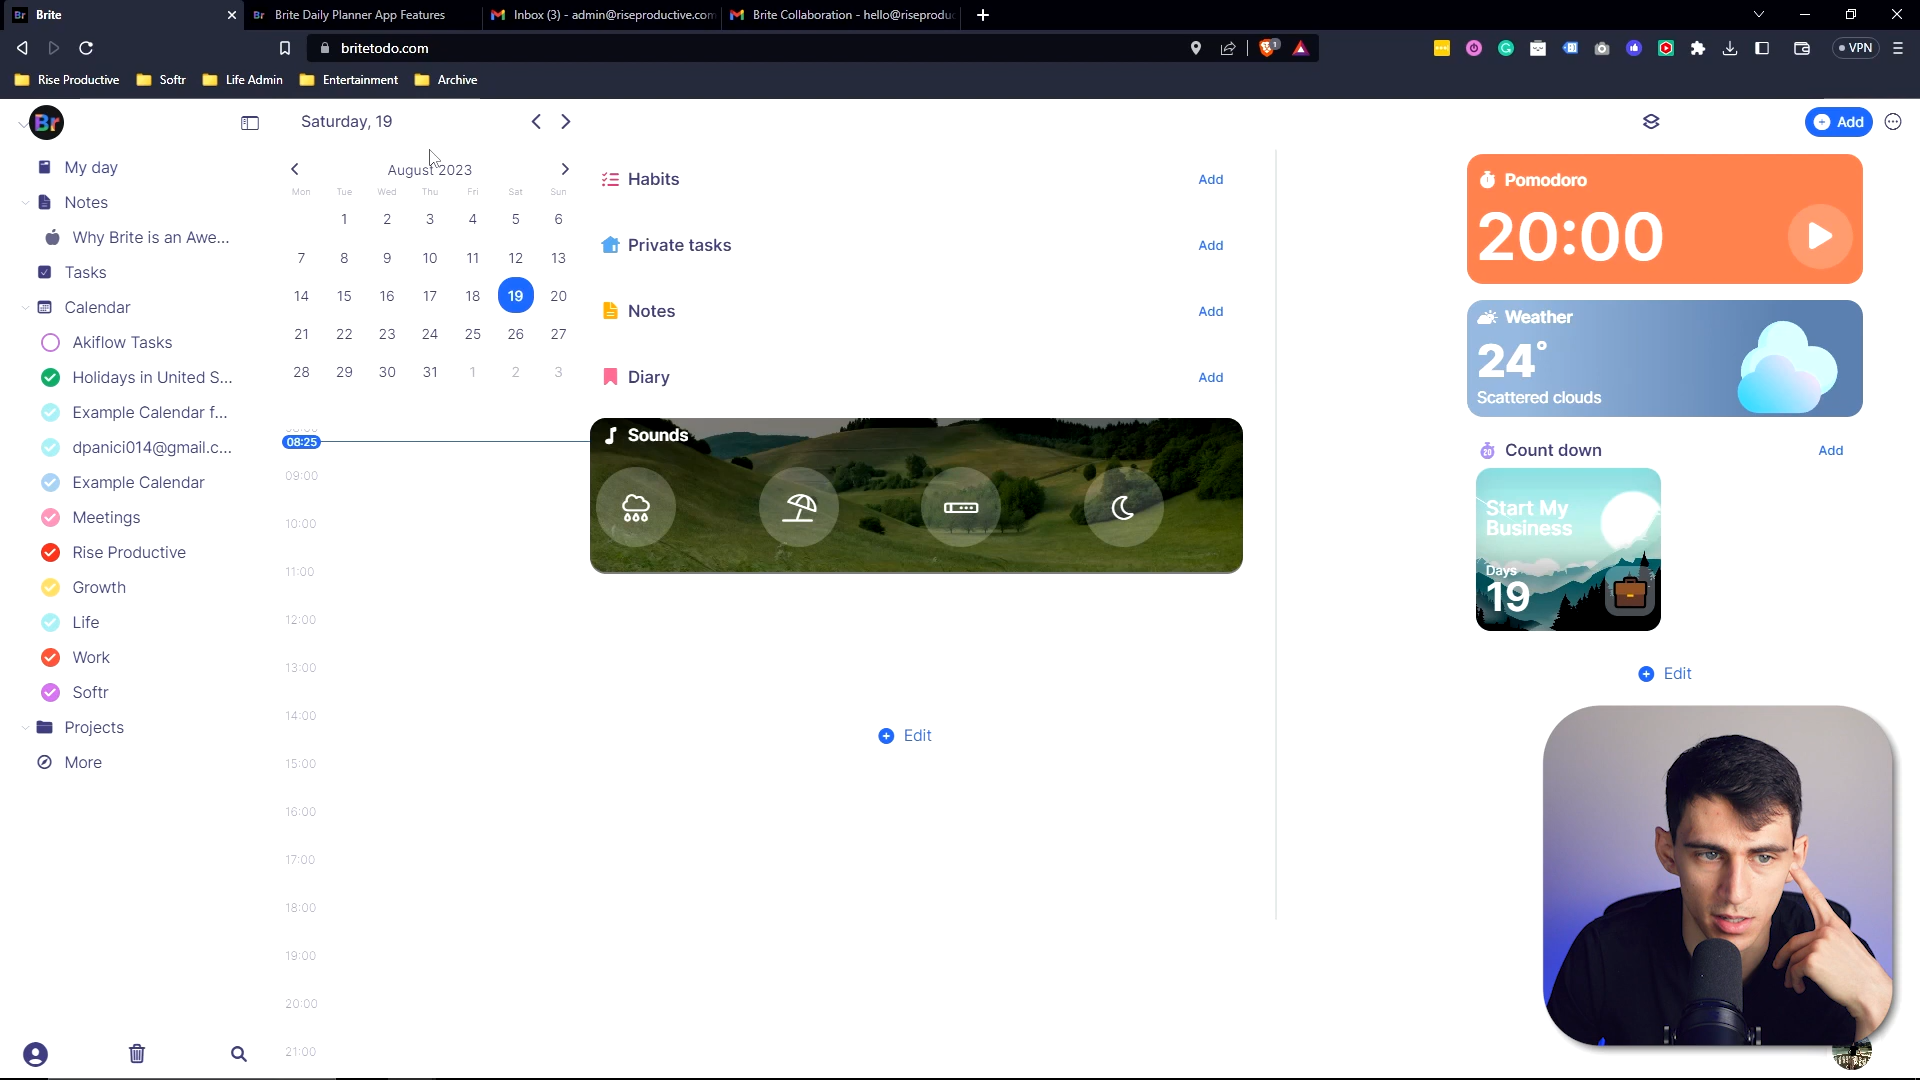 Br Brite
Br Brite Daily Planner App Features
Inbox (3) - admin@riseproductive.com
Brite Collaboration - hello@riseproduc
britetodo.com
1
VPN
Rise Productive
Softr
Life Admin
Entertainment
Archive
Br
Saturday, 19
Add
My day
Notes
Why Brite is an Awe...
Tasks
Calendar
Akiflow Tasks
Holidays in United S...
Example Calendar f...
dpanici014@gmail.c...
Example Calendar
Meetings
Rise Productive
Growth
Life
Work
Softr
Projects
More
August 2023
Mon Tue Wed Thu Fri Sat Sun
1 2 3 4 5 6
7 8 9 10 11 12 13
14 15 16 17 18 19 20
21 22 23 24 25 26 27
28 29 30 31 1 2 3
08:25
09:00
10:00
11:00
12:00
13:00
14:00
15:00
16:00
17:00
18:00
19:00
20:00
21:00
Habits Add
Private tasks Add
Notes Add
Diary Add
Sounds
Edit
Pomodoro
20:00
Weather
24°
Scattered clouds
Count down Add
20
Start My
Business
Days
19
Edit